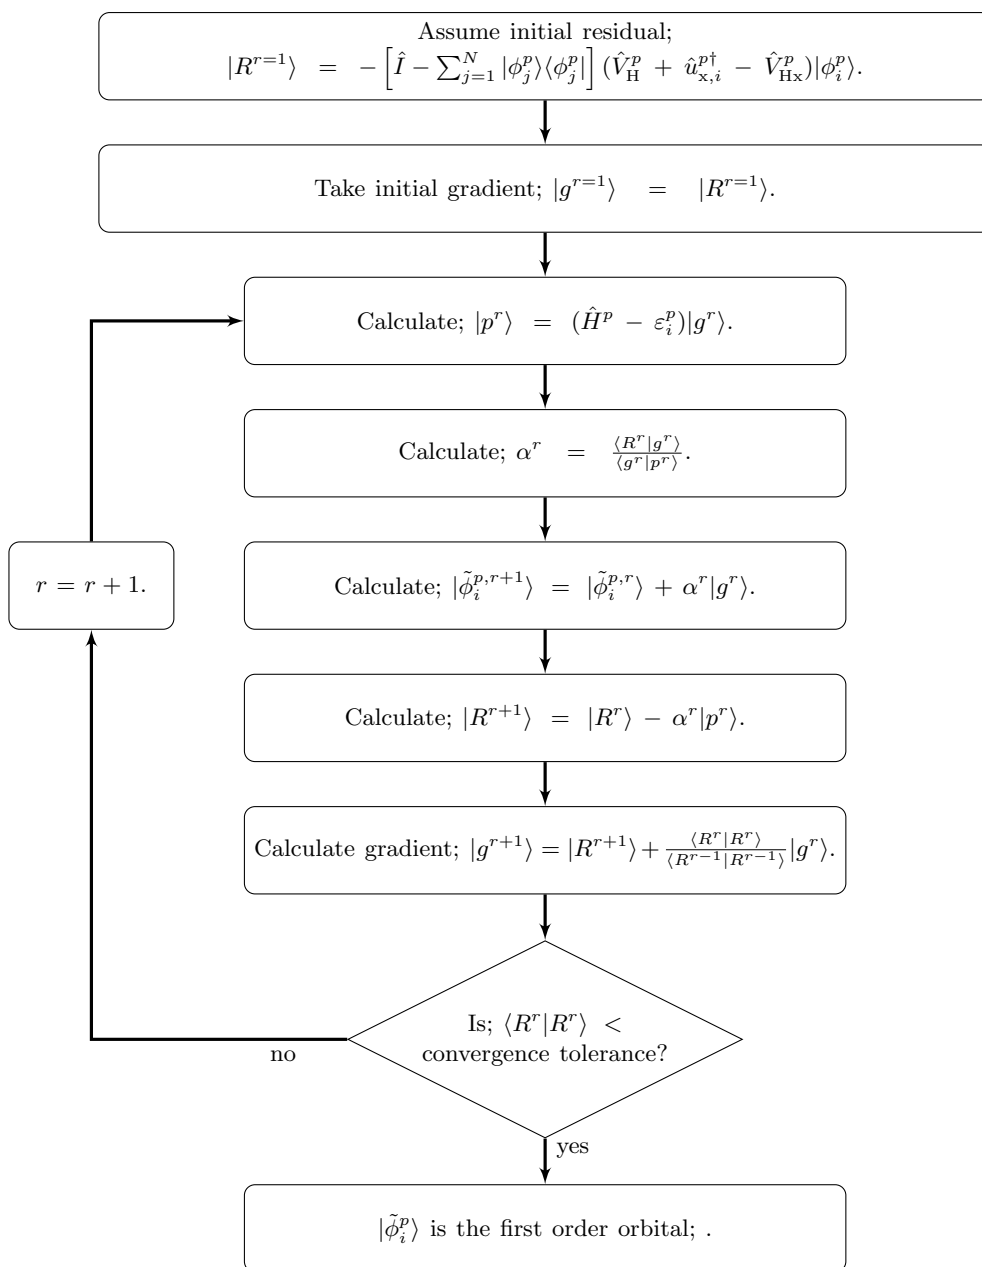 Assume initial residual;
|R^{r=1}⟩ = −[Î − ∑_{j=1}^{N} |ϕ_j^p⟩⟨ϕ_j^p|] (V̂_H^p + û_{x,i}^{p†} − V̂_{Hx}^p)|ϕ_i^p⟩.
Take initial gradient; |g^{r=1}⟩ = |R^{r=1}⟩.
Calculate; |p^r⟩ = (Ĥ^p − ε_i^p)|g^r⟩.
Calculate; α^r = ⟨R^r|g^r⟩/⟨g^r|p^r⟩.
r = r + 1.
Calculate; |ϕ̃_i^{p,r+1}⟩ = |ϕ̃_i^{p,r}⟩ + α^r|g^r⟩.
Calculate; |R^{r+1}⟩ = |R^r⟩ − α^r|p^r⟩.
Calculate gradient; |g^{r+1}⟩ = |R^{r+1}⟩ + ⟨R^r|R^r⟩/⟨R^{r−1}|R^{r−1}⟩ |g^r⟩.
Is; ⟨R^r|R^r⟩ <
convergence tolerance?
no
yes
|ϕ̃_i^p⟩ is the first order orbital; .